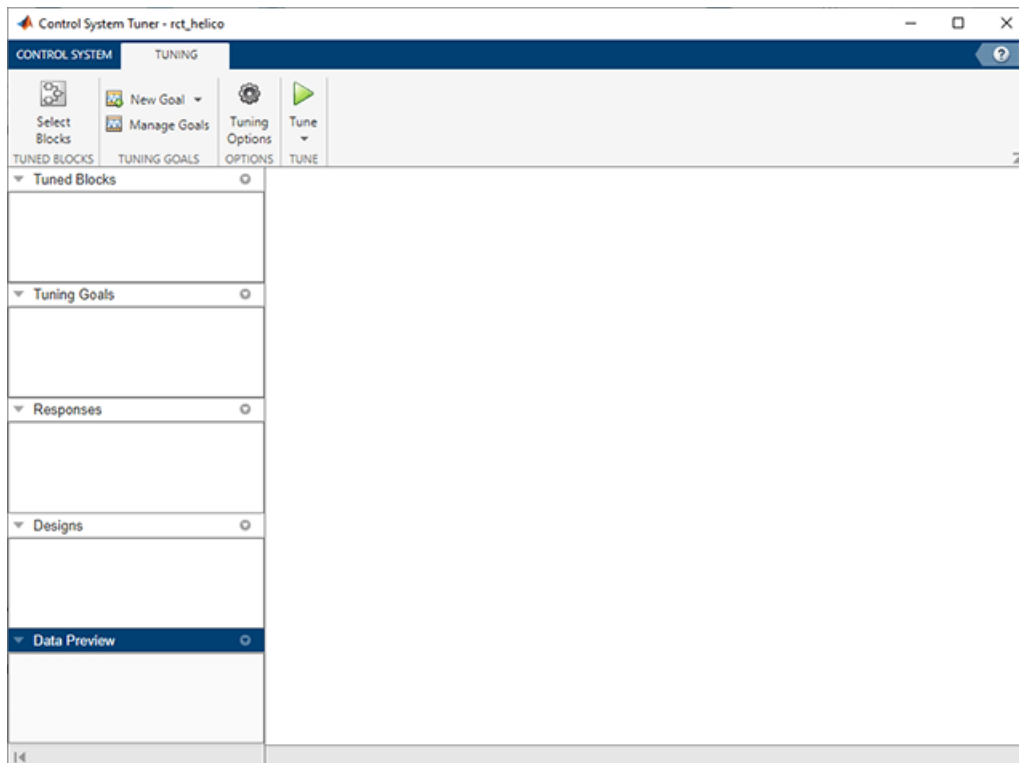 Control System Tuner - rct_helico
CONTROL SYSTEM TUNING
?
Select
Blocks
New Goal
Manage Goals
Tuning
Options
Tune
TUNED BLOCKS TUNING GOALS OPTIONS TUNE
Tuned Blocks
Tuning Goals
Responses
Designs
Data Preview